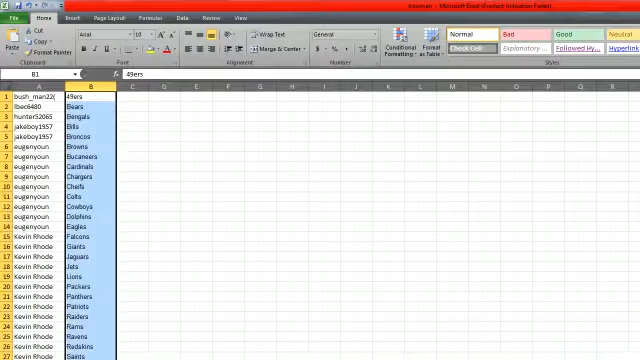 bowman - Microsoft Excel (Product Activation Failed)
File Home Insert Page Layout Formulas Data Review View
Cut
Copy
Format Painter
Paste
Clipboard
Arial 10
B I U
Font
Wrap Text
Merge & Center
Alignment
General
$ % ,
Number
Conditional Formatting
Format as Table
Normal Bad Good Neutral
Check Cell Explanatory ... Followed Hy... Hyperlink
Styles
B1 fx 49ers
A B C D E F G H I J K L M N O P Q R
1 bush_man22( 49ers
2 lbec6480 Bears
3 hunter52065 Bengals
4 jakeboy1957 Bills
5 jakeboy1957 Broncos
6 eugenyoun Browns
7 eugenyoun Bucaneers
8 eugenyoun Cardinals
9 eugenyoun Chargers
10 eugenyoun Cheifs
11 eugenyoun Colts
12 eugenyoun Cowboys
13 eugenyoun Dolphins
14 eugenyoun Eagles
15 Kevin Rhode Falcons
16 Kevin Rhode Giants
17 Kevin Rhode Jaguars
18 Kevin Rhode Jets
19 Kevin Rhode Lions
20 Kevin Rhode Packers
21 Kevin Rhode Panthers
22 Kevin Rhode Patriots
23 Kevin Rhode Raiders
24 Kevin Rhode Rams
25 Kevin Rhode Ravens
26 Kevin Rhode Redskins
27 Kevin Rhode Saints